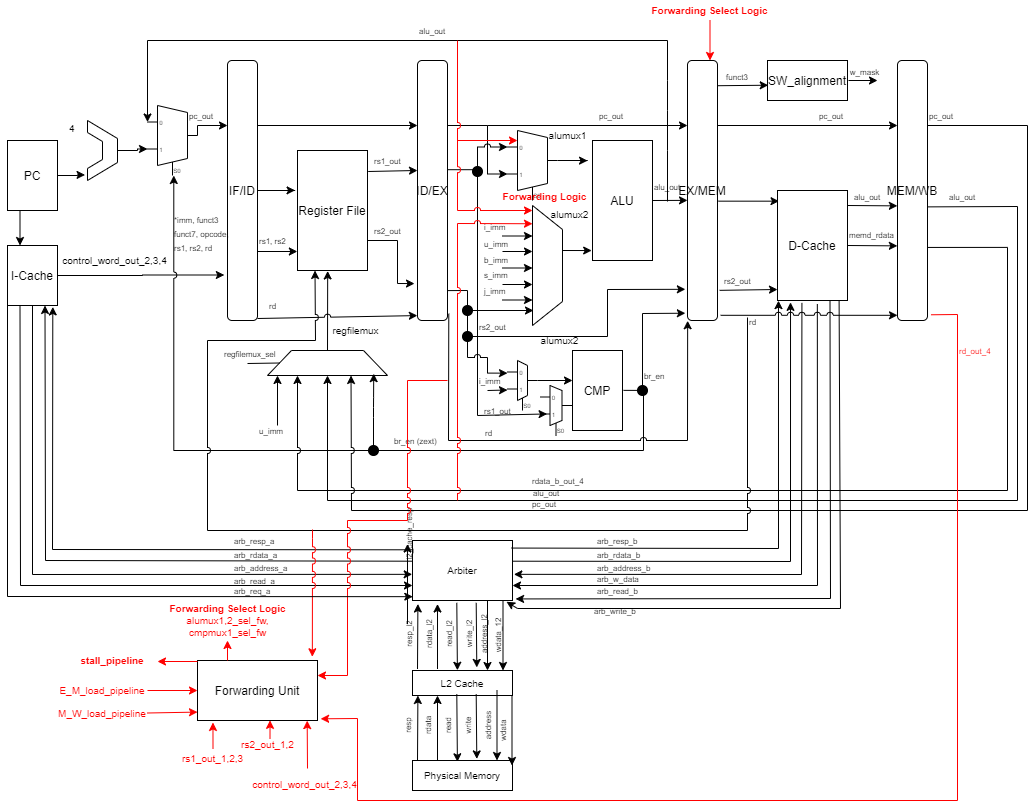 Forwarding Select Logic
alu_out
funct3
SW_alignment
w_mask
4
0
1
S0
pc_out
pc_out
pc_out
pc_out
PC
IF/ID
ID/EX
EX/MEM
MEM/WB
Register File
rs1_out
rs2_out
alumux1
0
1
S0
ALU
alu_out
Forwarding Logic
alumux2
i_imm
u_imm
b_imm
s_imm
j_imm
D-Cache
alu_out
memd_rdata
alu_out
*imm, funct3
funct7, opcode
rs1, rs2, rd
rs1, rs2
I-Cache
control_word_out_2,3,4
rs2_out
rd
rd
rd_out_4
regfilemux
regfilemux_sel
rs2_out
alumux2
0
1
S0
i_imm
rs1_out
0
1
S0
CMP
br_en
u_imm
br_en (zext)
rd
rdata_b_out_4
alu_out
pc_out
arb_resp_a
arb_rdata_a
arb_address_a
arb_read_a
arb_req_a
Arbiter
arb_resp_b
arb_rdata_b
arb_address_b
arb_w_data
arb_read_b
arb_write_b
resp_l2
rdata_l2
read_l2
write_l2
address_l2
wdata_12
L2 Cache
resp
rdata
read
write
address
wdata
Physical Memory
Forwarding Select Logic
alumux1,2_sel_fw,
cmpmux1_sel_fw
stall_pipeline
E_M_load_pipeline
M_W_load_pipeline
Forwarding Unit
rs1_out_1,2,3
rs2_out_1,2
control_word_out_2,3,4